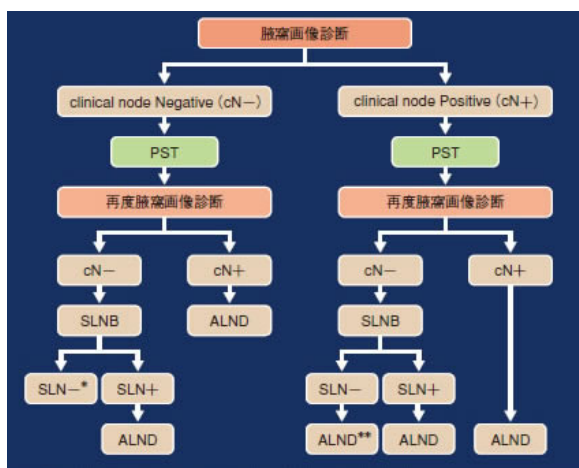 腋窩画像診断
clinical node Negative（cN−） clinical node Positive（cN＋）
PST PST
再度腋窩画像診断 再度腋窩画像診断
cN− cN＋ cN− cN＋
SLNB ALND SLNB
SLN−* SLN＋ SLN− SLN＋
ALND ALND** ALND ALND